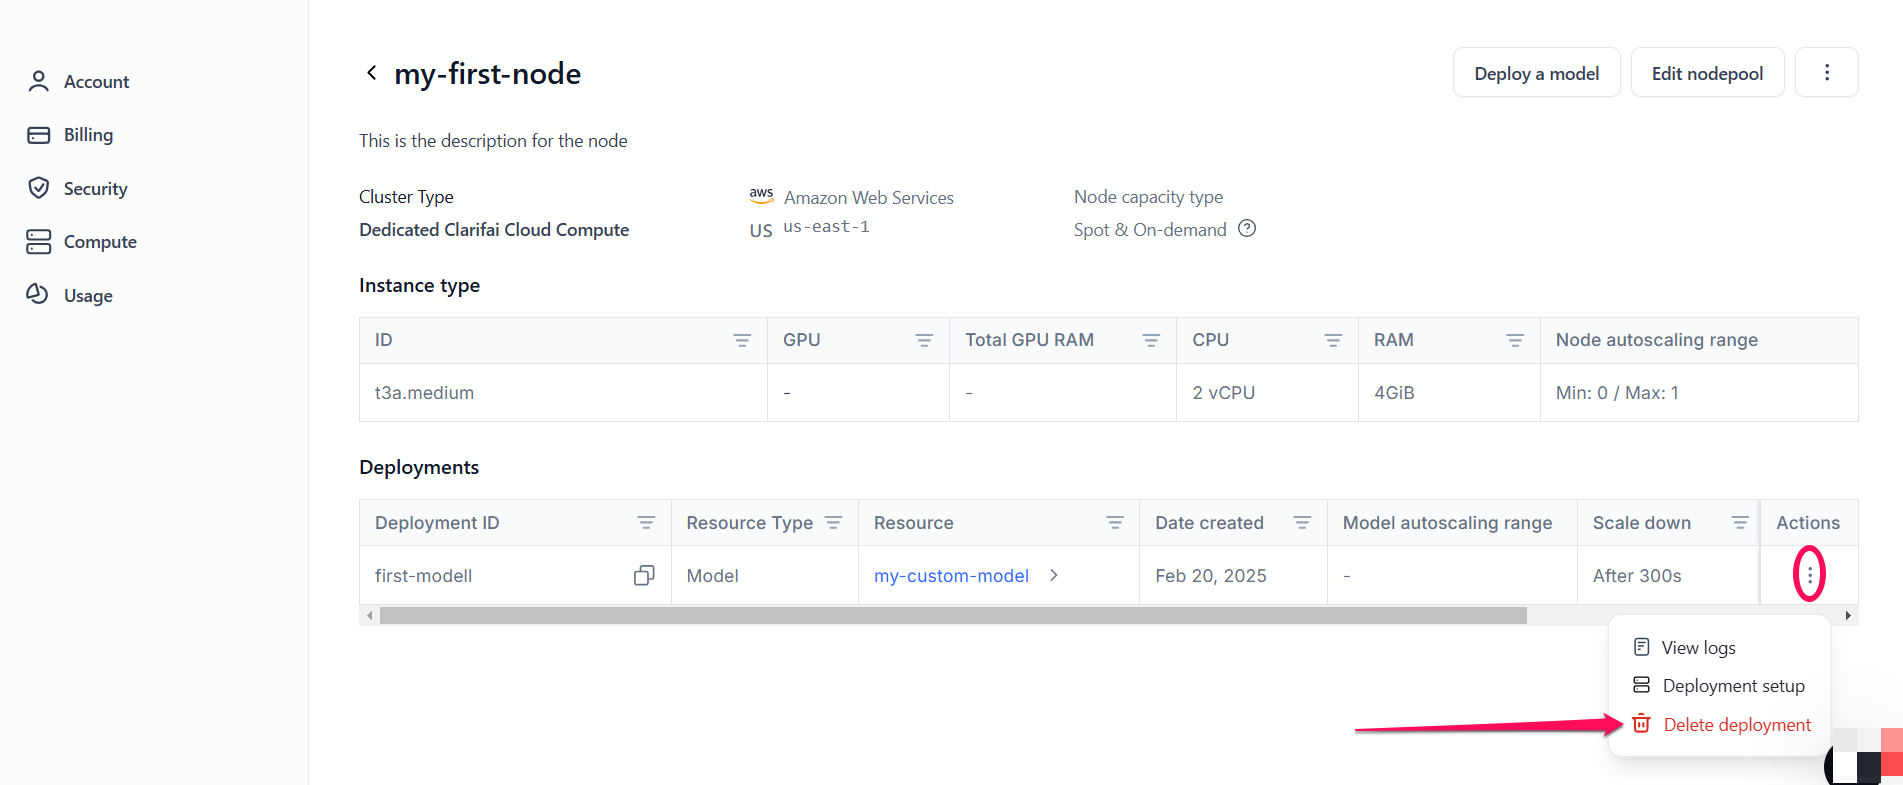 Account
Billing
Security
Compute
Usage
my-first-node
Deploy a model
Edit nodepool
This is the description for the node
Cluster Type
Dedicated Clarifai Cloud Compute
aws Amazon Web Services
US us-east-1
Node capacity type
Spot & On-demand ?
Instance type
ID GPU Total GPU RAM CPU RAM Node autoscaling range
t3a.medium - - 2 vCPU 4GiB Min: 0 / Max: 1
Deployments
Deployment ID Resource Type Resource Date created Model autoscaling range Scale down Actions
first-modell Model my-custom-model Feb 20, 2025 - After 300s
View logs
Deployment setup
Delete deployment